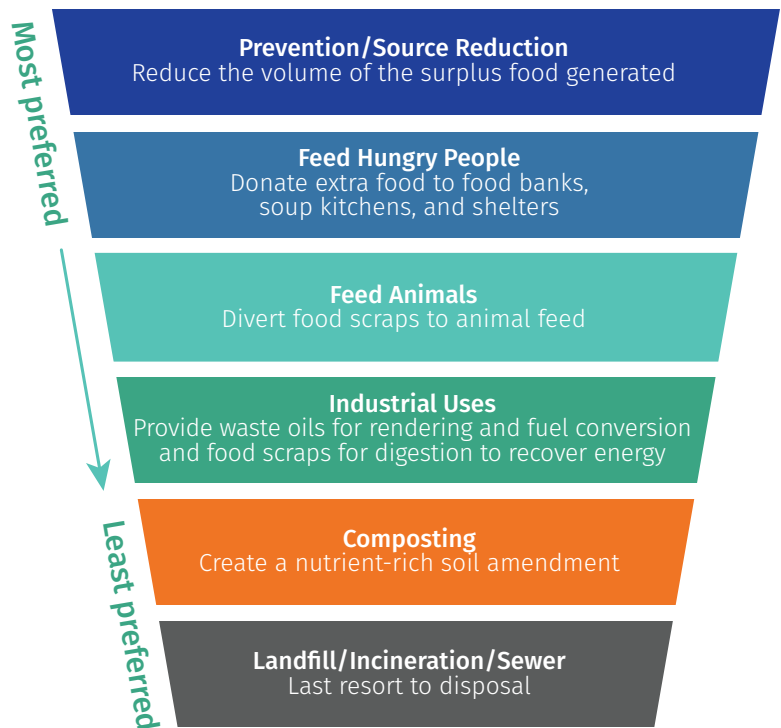 Most preferred
Prevention/Source Reduction
Reduce the volume of the surplus food generated
Feed Hungry People
Donate extra food to food banks,
soup kitchens, and shelters
Feed Animals
Divert food scraps to animal feed
Industrial Uses
Provide waste oils for rendering and fuel conversion
and food scraps for digestion to recover energy
Least preferred
Composting
Create a nutrient-rich soil amendment
Landfill/Incineration/Sewer
Last resort to disposal